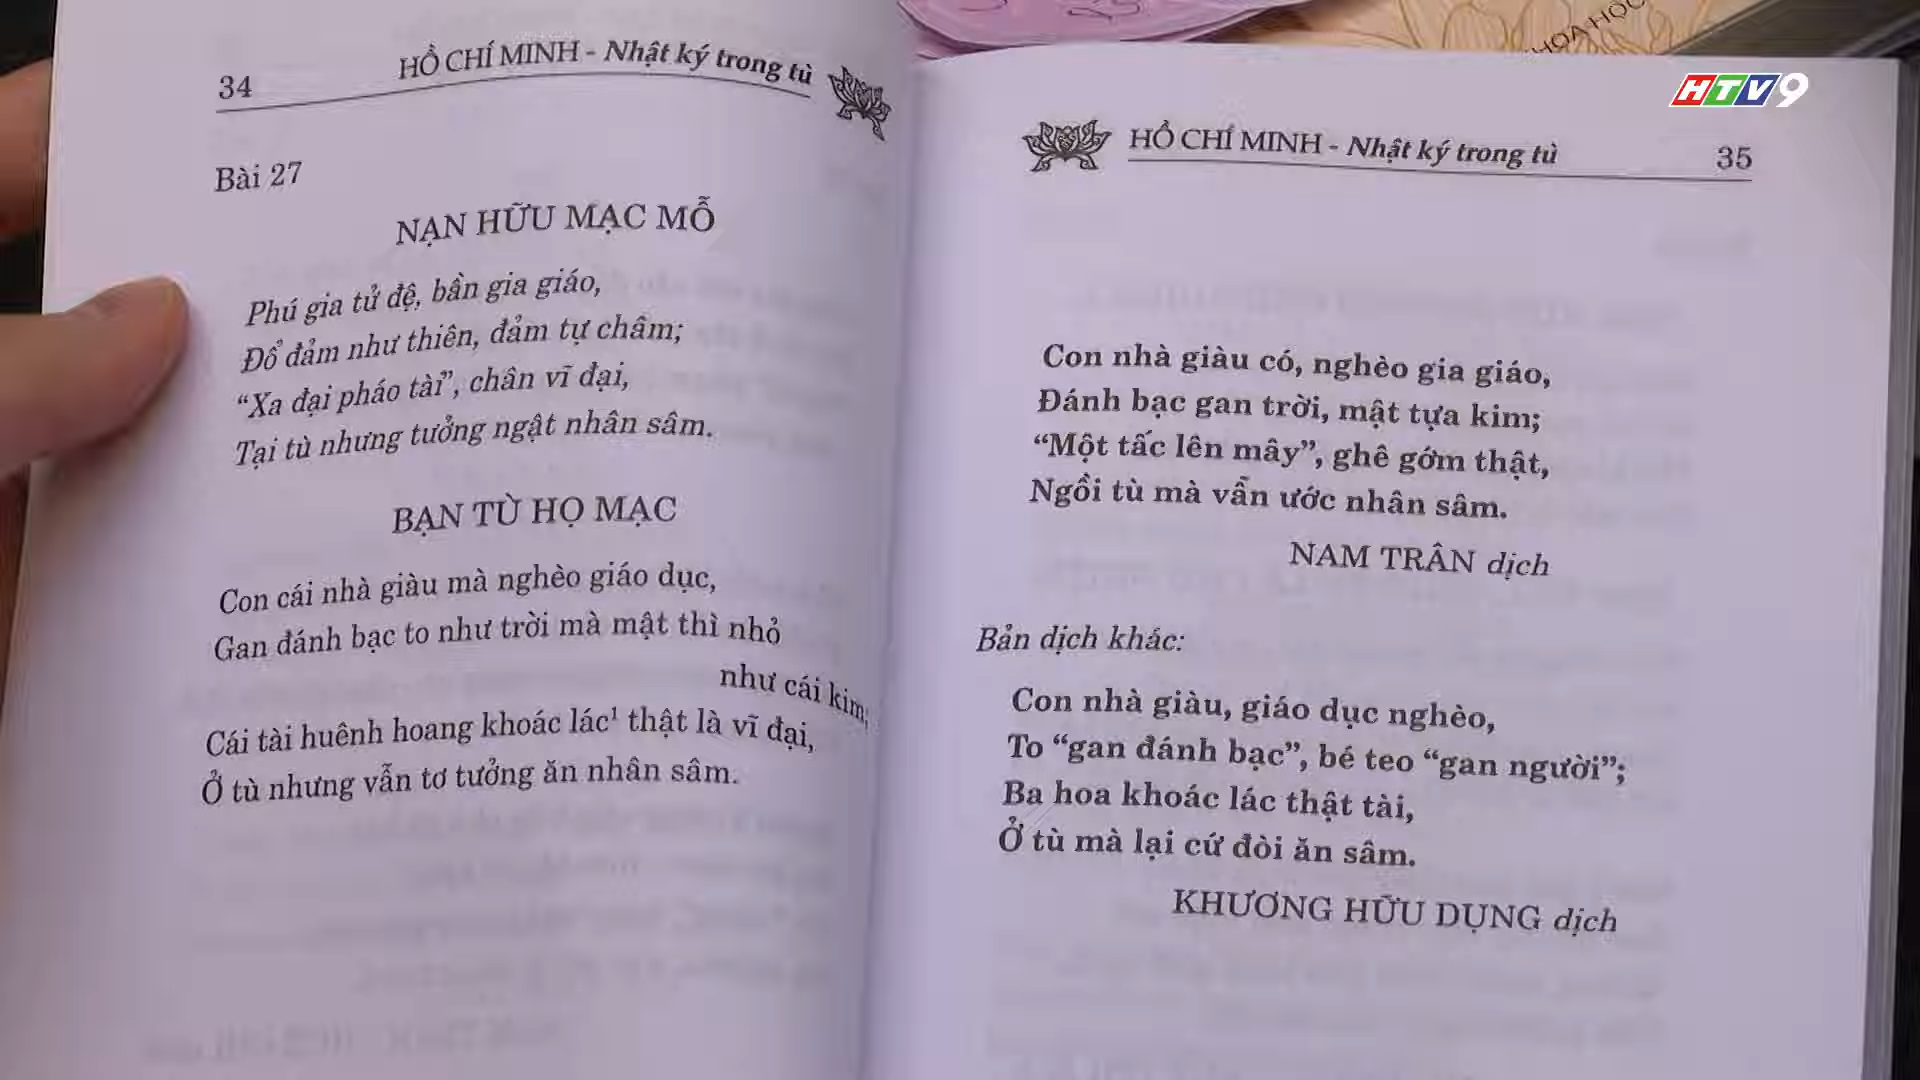 34
HỒ CHÍ MINH - Nhật ký trong tù
Bài 27
NẠN HỮU MẠC MỖ
Phú gia tử đệ, bần gia giáo,
Đổ đảm như thiên, đảm tự châm;
“Xa đại pháo tài”, chân vĩ đại,
Tại tù nhưng tưởng ngật nhân sâm.
BẠN TÙ HỌ MẠC
Con cái nhà giàu mà nghèo giáo dục,
Gan đánh bạc to như trời mà mật thì nhỏ
như cái kim;
Cái tài huênh hoang khoác lác¹ thật là vĩ đại,
Ở tù nhưng vẫn tơ tưởng ăn nhân sâm.
HOA HỌC
HTV9
HỒ CHÍ MINH - Nhật ký trong tù
35
Con nhà giàu có, nghèo gia giáo,
Đánh bạc gan trời, mật tựa kim;
“Một tấc lên mây”, ghê gớm thật,
Ngồi tù mà vẫn ước nhân sâm.
NAM TRÂN dịch
Bản dịch khác:
Con nhà giàu, giáo dục nghèo,
To “gan đánh bạc”, bé teo “gan người”;
Ba hoa khoác lác thật tài,
Ở tù mà lại cứ đòi ăn sâm.
KHƯƠNG HỮU DỤNG dịch